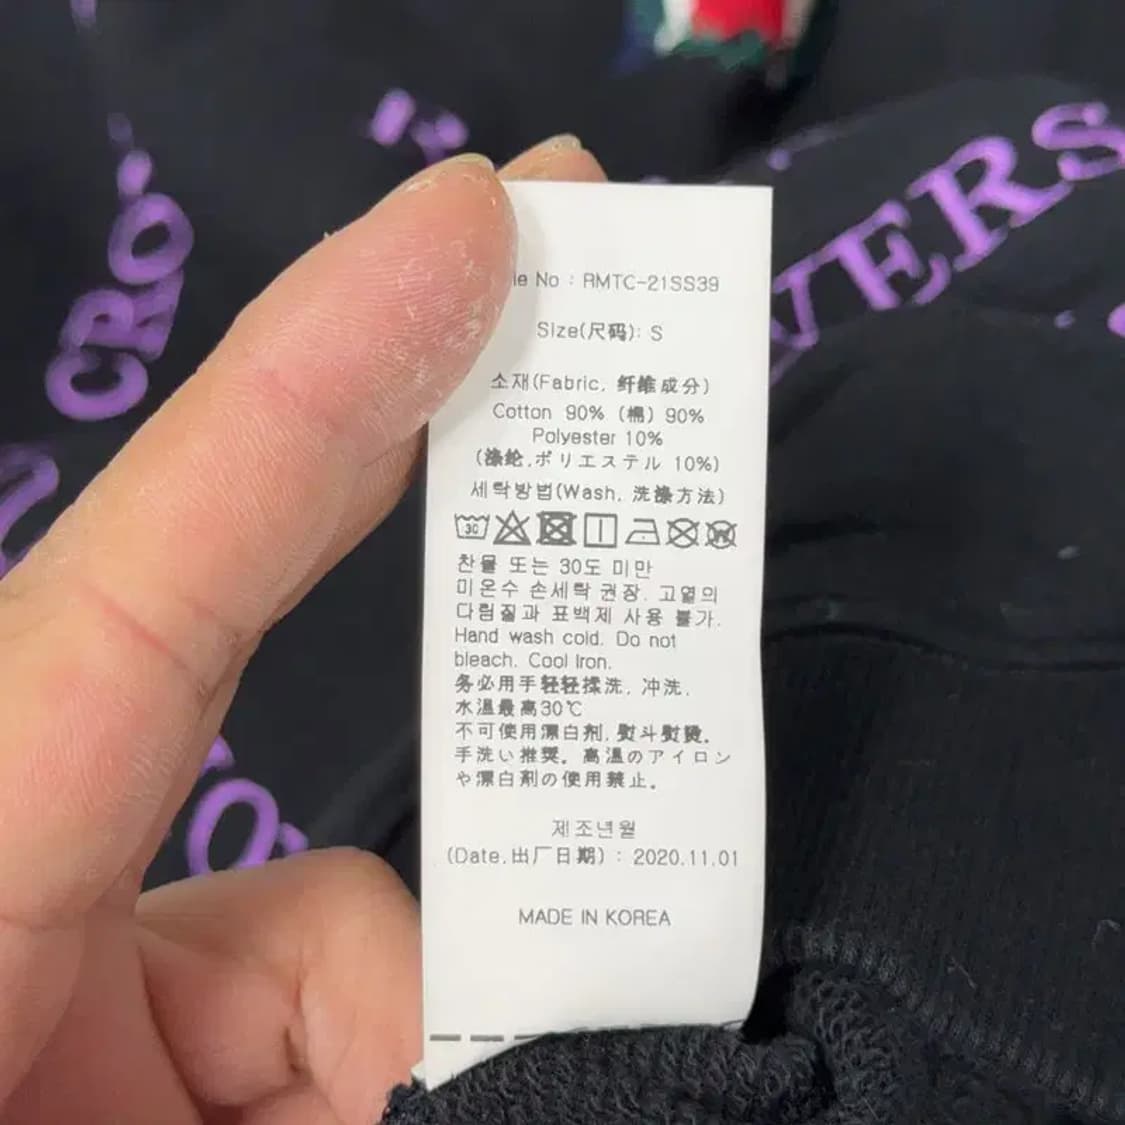 No : RMTC-21SS39
Size(尺码): S
소재(Fabric, 纤维成分)
Cotton 90% (棉) 90%
Polyester 10%
(涤纶,ポリエステル 10%)
세탁방법(Wash, 洗涤方法)
30
찬물 또는 30도 미만
미온수 손세탁 권장. 고열의
다림질과 표백제 사용 불가.
Hand wash cold. Do not
bleach. Cool Iron.
务必用手轻轻揉洗, 冲洗,
水温最高30℃
不可使用漂白剂, 熨斗熨烫。
手洗い推奨。高温のアイロン
や漂白剤の使用禁止。
제조년월
(Date,出厂日期) : 2020.11.01
MADE IN KOREA
CRO
VERS